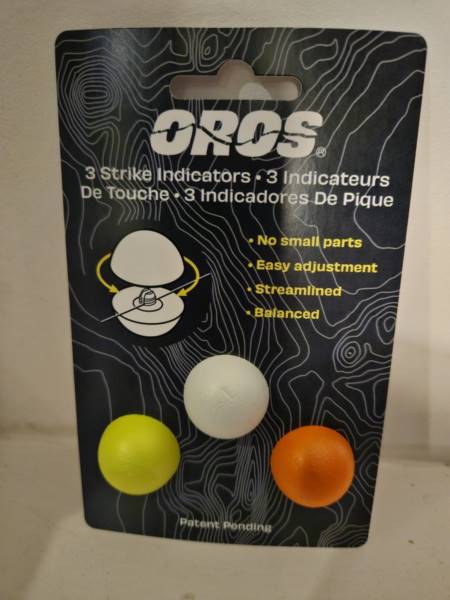 OROS®
3 Strike Indicators • 3 Indicateurs
De Touche • 3 Indicadores De Pique
• No small parts
• Easy adjustment
• Streamlined
• Balanced
Patent Pending